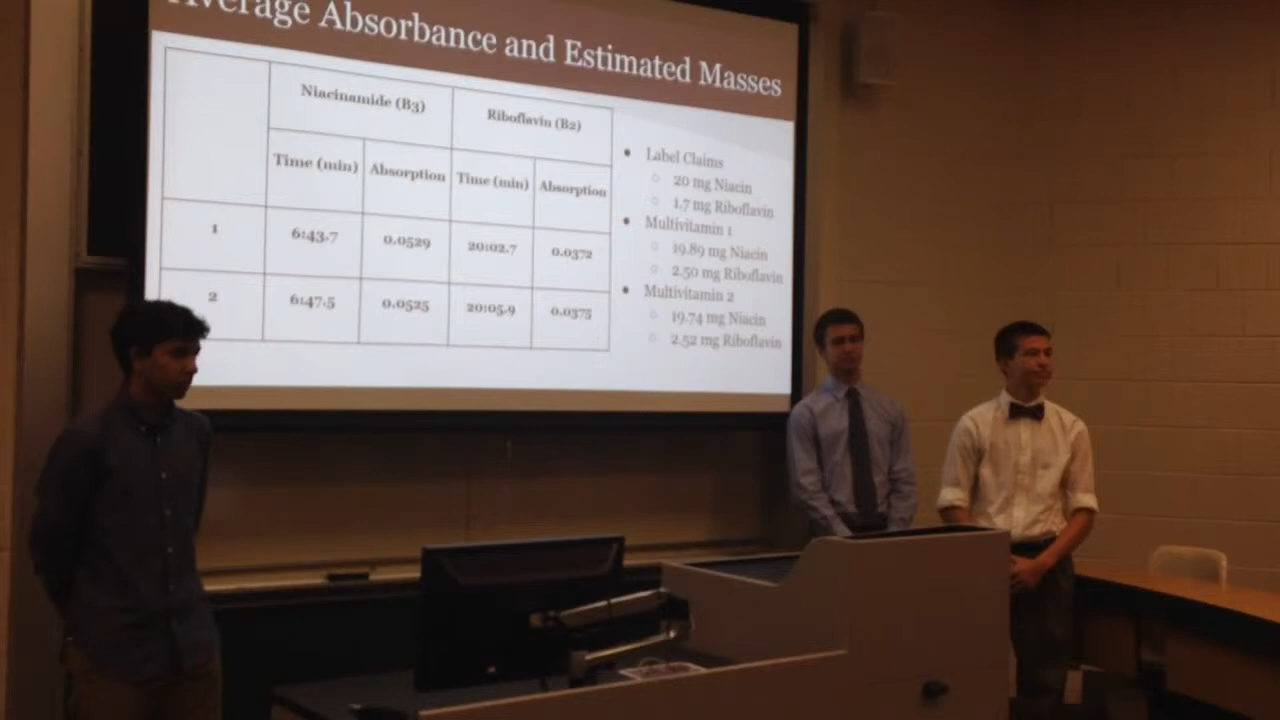 Average Absorbance and Estimated Masses
Niacinamide (B3) Riboflavin (B2)
Time (min) Absorption Time (min) Absorption
1 6:43.7 0.0529 20:02.7 0.0372
2 6:47.5 0.0525 20:05.9 0.0375
● Label Claims
○ 20 mg Niacin
○ 1.7 mg Riboflavin
● Multivitamin 1
○ 19.89 mg Niacin
○ 2.50 mg Riboflavin
● Multivitamin 2
○ 19.74 mg Niacin
○ 2.52 mg Riboflavin